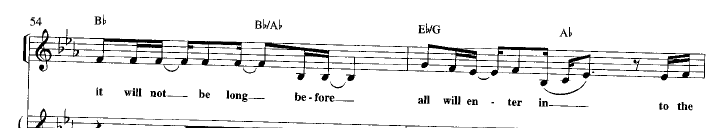 54 B♭ B♭/A♭ E♭/G A♭
it will not be long be-fore all will en-ter in to the